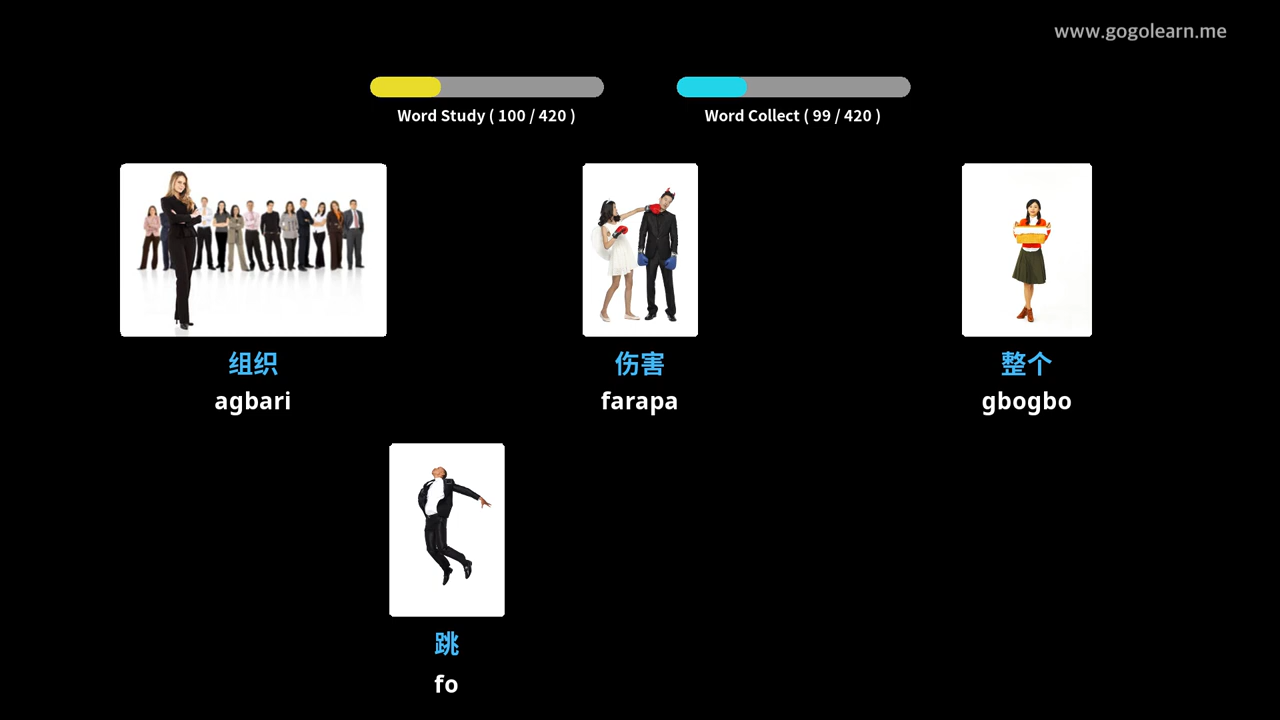 www.gogolearn.me
Word Study ( 100 / 420 )
Word Collect ( 99 / 420 )
组织
agbari
伤害
farapa
整个
gbogbo
跳
fo